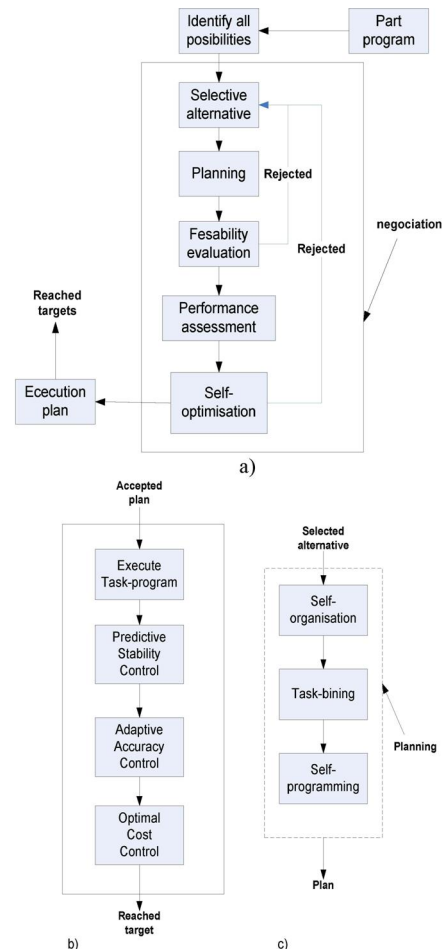 Identify all
posibilities
Part
program
Selective
alternative
Planning
Rejected
Fesability
evaluation
Rejected
negociation
Performance
assessment
Reached
targets
Ececution
plan
Self-
optimisation
a)
Accepted
plan
Execute
Task-program
Predictive
Stability
Control
Adaptive
Accuracy
Control
Optimal
Cost
Control
Reached
target
b)
Selected
alternative
Self-
organisation
Task-bining
Self-
programming
Planning
Plan
c)